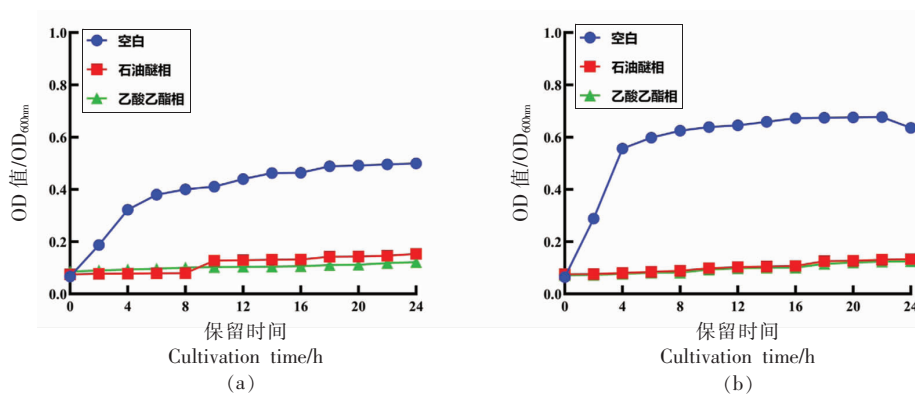 1.0
0.8
0.6
0.4
0.2
0.0
OD 值/OD600nm
空白
石油醚相
乙酸乙酯相
0 4 8 12 16 20 24
保留时间
Cultivation time/h
(a)
1.0
0.8
0.6
0.4
0.2
0.0
OD 值/OD600nm
空白
石油醚相
乙酸乙酯相
0 4 8 12 16 20 24
保留时间
Cultivation time/h
(b)